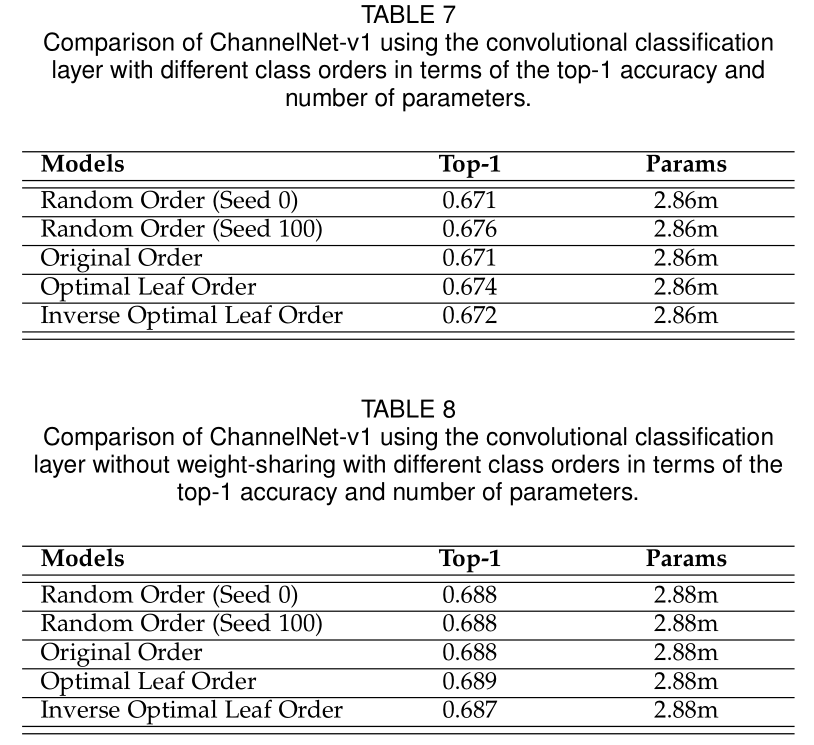 TABLE 7
Comparison of ChannelNet-v1 using the convolutional classification
layer with different class orders in terms of the top-1 accuracy and
number of parameters.
Models Top-1 Params
Random Order (Seed 0) 0.671 2.86m
Random Order (Seed 100) 0.676 2.86m
Original Order 0.671 2.86m
Optimal Leaf Order 0.674 2.86m
Inverse Optimal Leaf Order 0.672 2.86m
TABLE 8
Comparison of ChannelNet-v1 using the convolutional classification
layer without weight-sharing with different class orders in terms of the
top-1 accuracy and number of parameters.
Models Top-1 Params
Random Order (Seed 0) 0.688 2.88m
Random Order (Seed 100) 0.688 2.88m
Original Order 0.688 2.88m
Optimal Leaf Order 0.689 2.88m
Inverse Optimal Leaf Order 0.687 2.88m